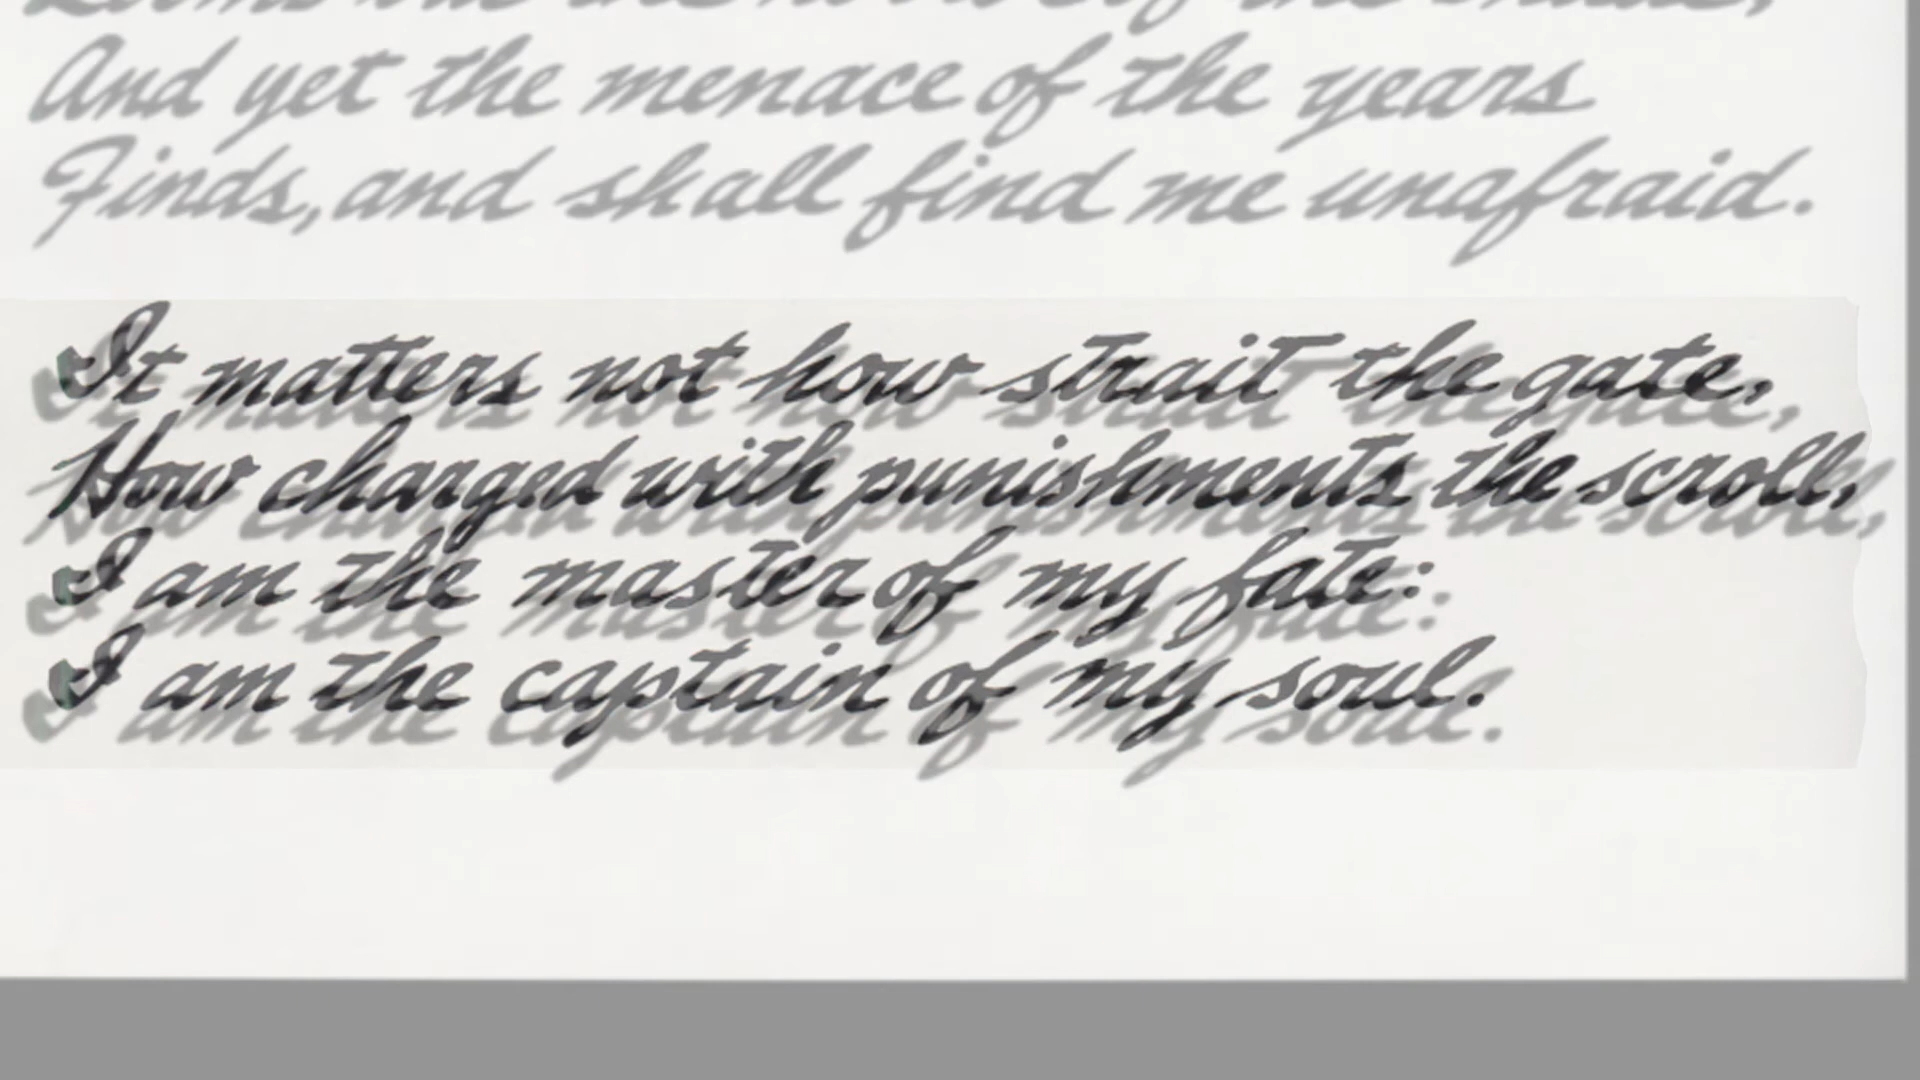 And yet the menace of the years
Finds, and shall find me unafraid.
It matters not how strait the gate,
How charged with punishments the scroll,
I am the master of my fate:
I am the captain of my soul.